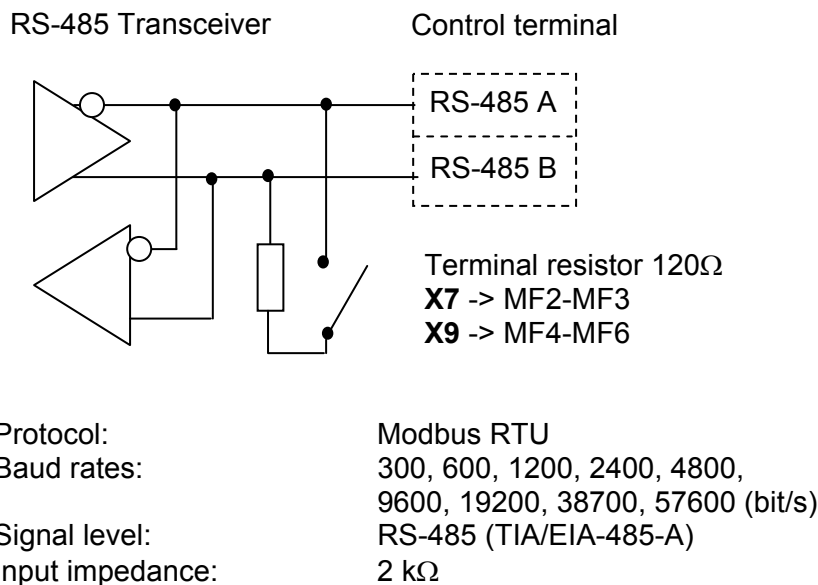 RS-485 Transceiver
Control terminal
RS-485 A
RS-485 B
Terminal resistor 120Ω
X7 -> MF2-MF3
X9 -> MF4-MF6
Protocol: Modbus RTU
Baud rates: 300, 600, 1200, 2400, 4800,
9600, 19200, 38700, 57600 (bit/s)
Signal level: RS-485 (TIA/EIA-485-A)
Input impedance: 2 kΩ